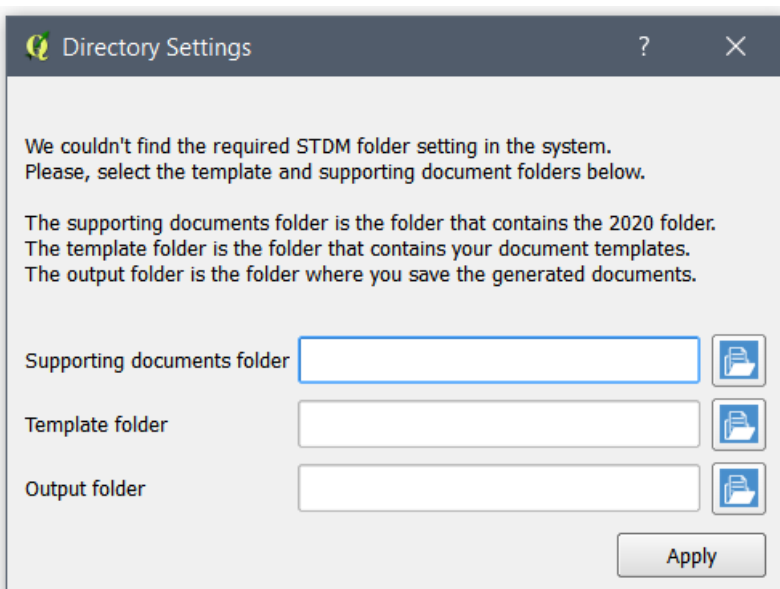 Directory Settings
?
We couldn't find the required STDM folder setting in the system.
Please, select the template and supporting document folders below.
The supporting documents folder is the folder that contains the 2020 folder.
The template folder is the folder that contains your document templates.
The output folder is the folder where you save the generated documents.
Supporting documents folder
Template folder
Output folder
Apply